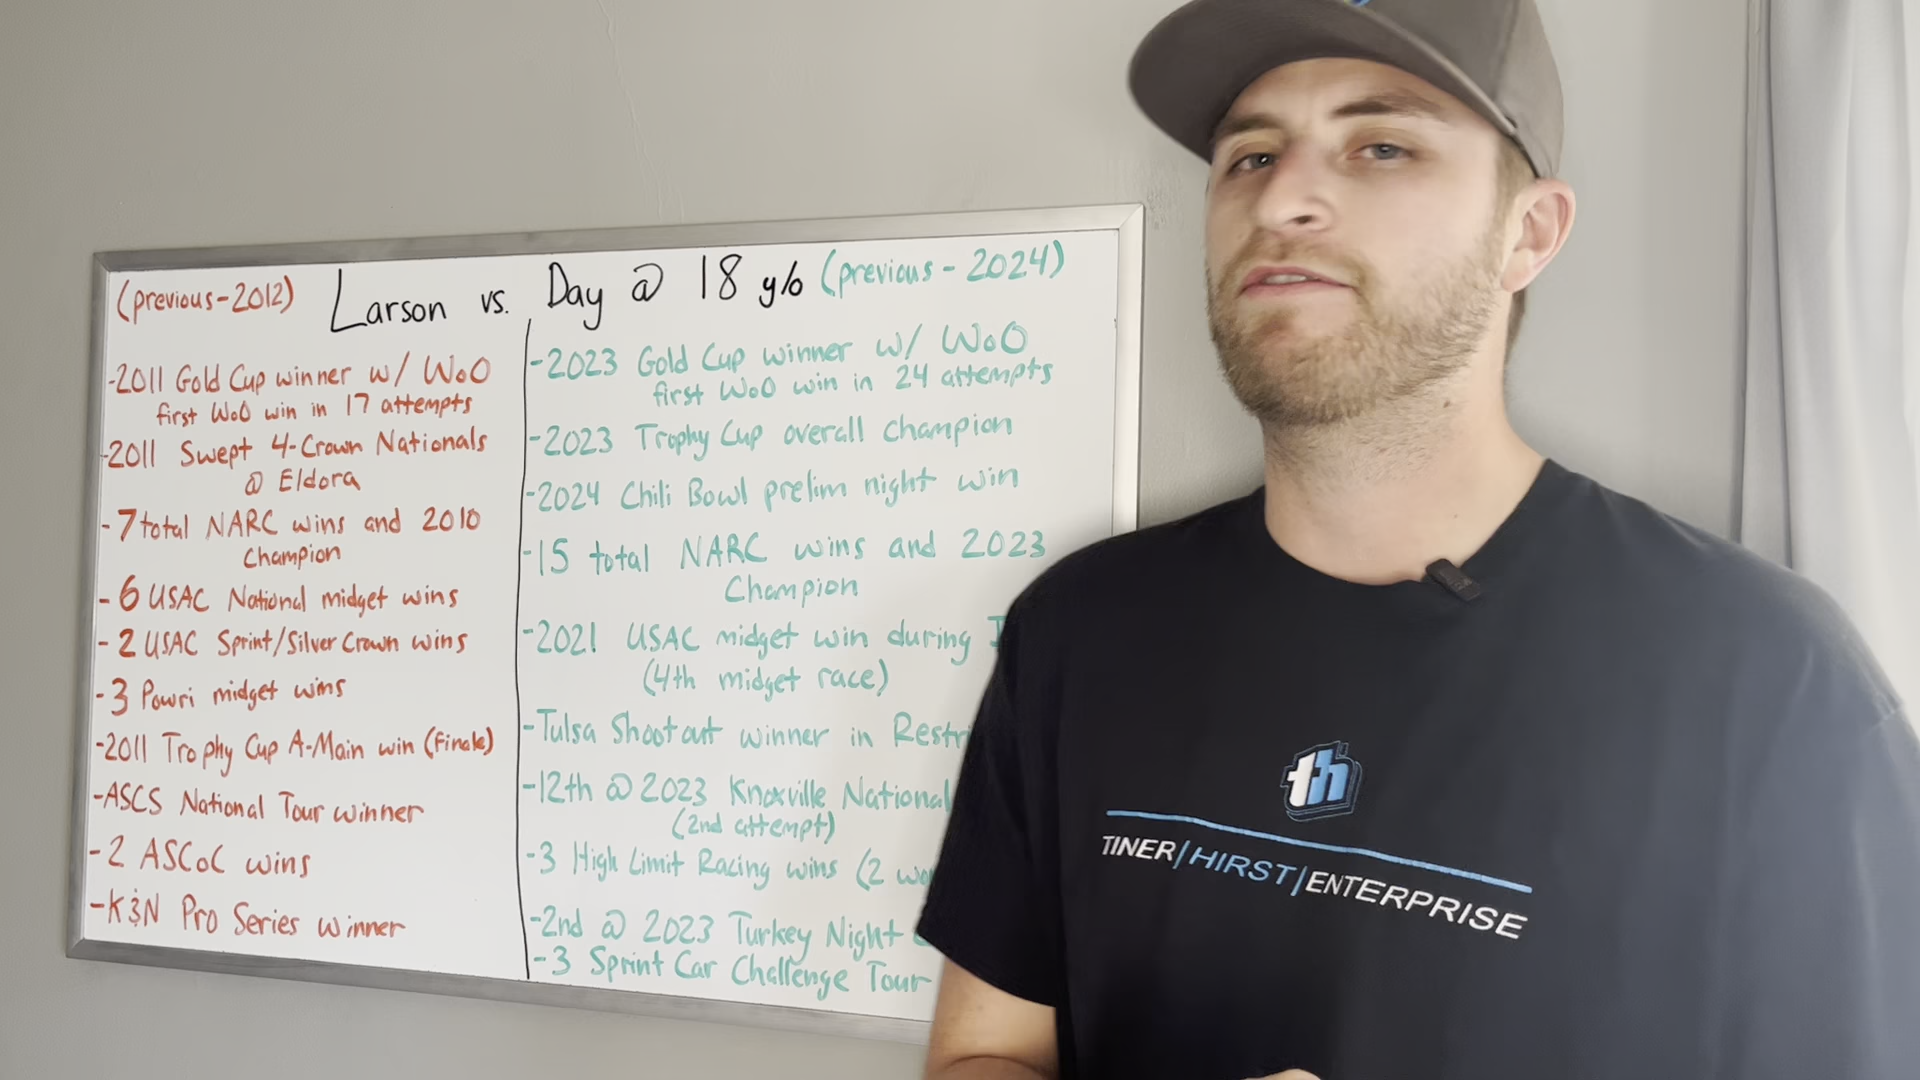 (previous-2012) Larson vs. Day @ 18 y/o (previous-2024)
-2011 Gold Cup winner w/ WoO
first WoO win in 17 attempts
-2011 Swept 4-Crown Nationals
@ Eldora
-7 total NARC wins and 2010
Champion
-6 USAC National midget wins
-2 USAC Sprint/Silver Crown wins
-3 Powri midget wins
-2011 Trophy Cup A-Main win (Finale)
-ASCS National Tour winner
-2 ASCoC wins
-K&N Pro Series winner
-2023 Gold Cup winner w/ WoO
first WoO win in 24 attempts
-2023 Trophy Cup overall champion
-2024 Chili Bowl prelim night win
-15 total NARC wins and 2023
Champion
-2021 USAC midget win during
(4th midget race)
-Tulsa Shootout winner in
-12th @ 2023 Knoxville National
(2nd attempt)
-3 High Limit Racing wins (2
-2nd @ 2023 Turkey Night
-3 Sprint Car Challenge Tour
th
TINER/HIRST/ENTERPRISE